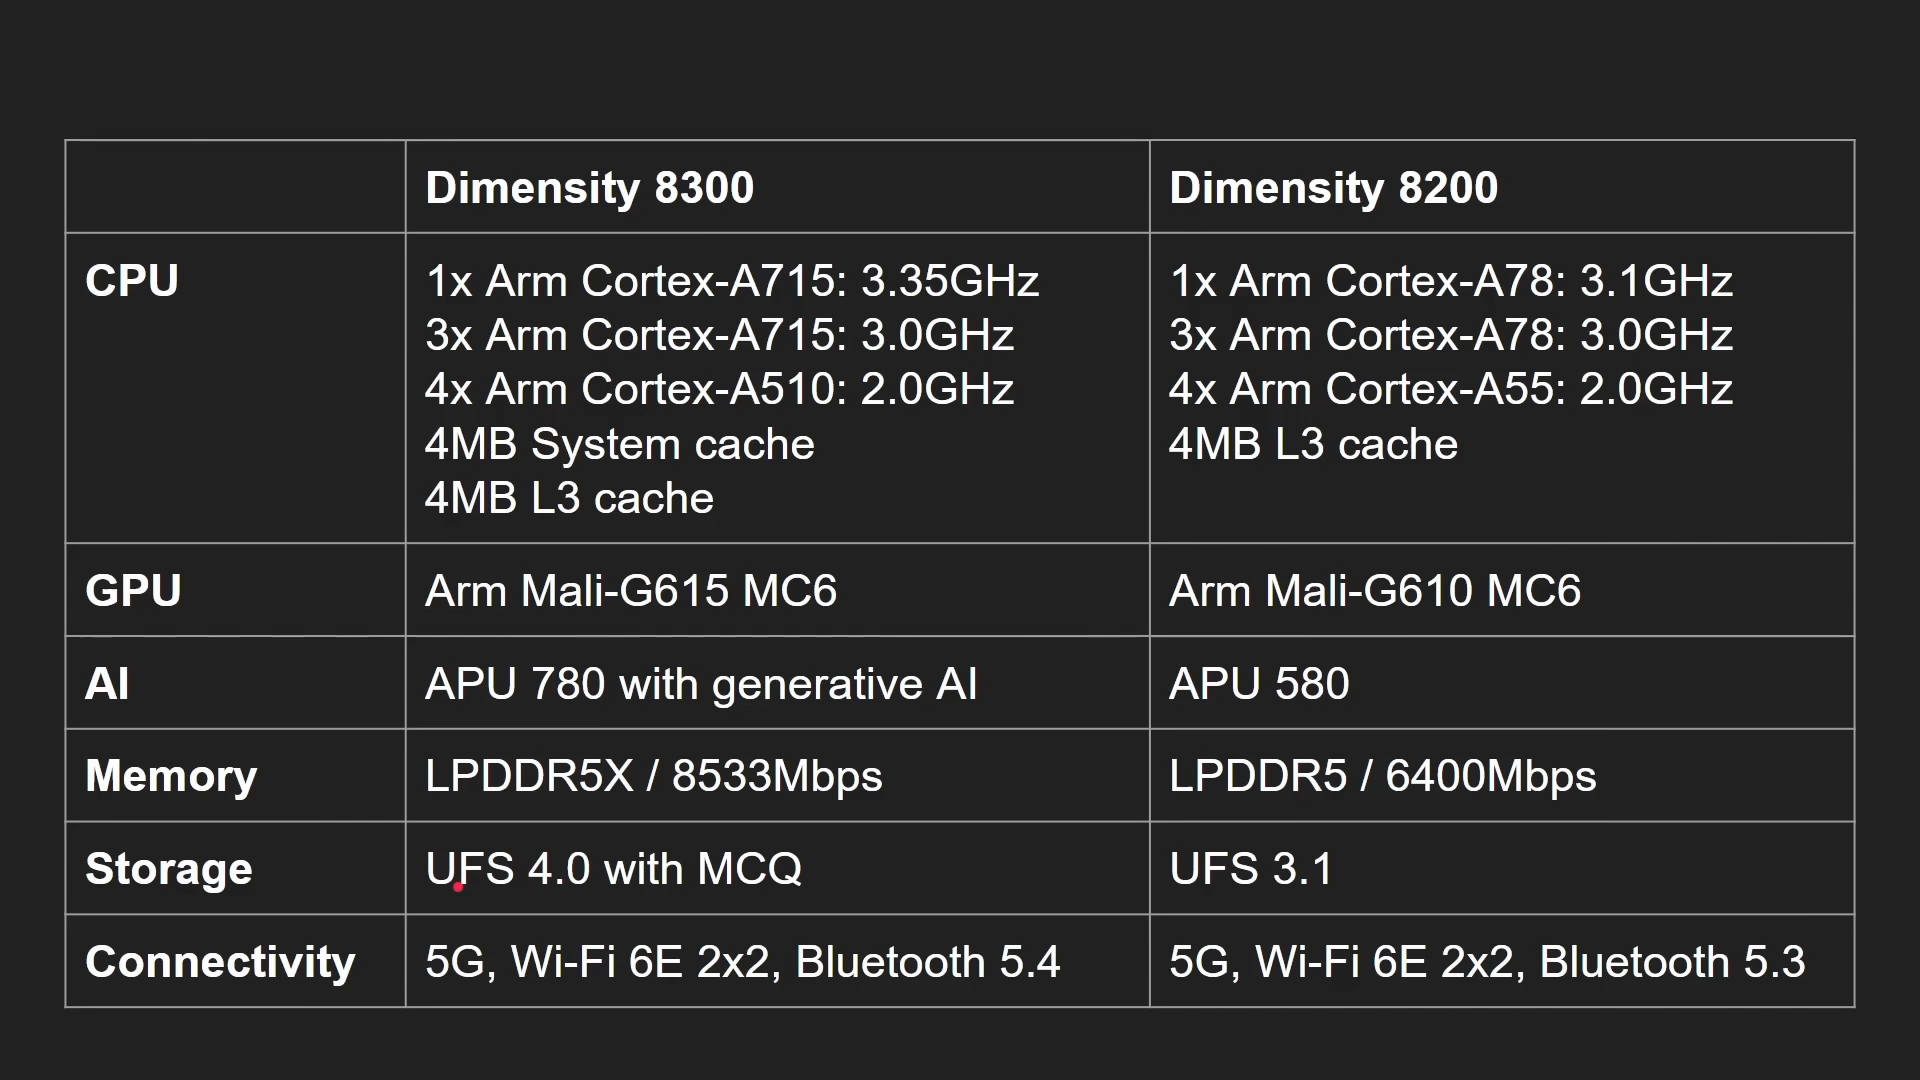 Dimensity 8300
Dimensity 8200
CPU
1x Arm Cortex-A715: 3.35GHz
3x Arm Cortex-A715: 3.0GHz
4x Arm Cortex-A510: 2.0GHz
4MB System cache
4MB L3 cache
1x Arm Cortex-A78: 3.1GHz
3x Arm Cortex-A78: 3.0GHz
4x Arm Cortex-A55: 2.0GHz
4MB L3 cache
GPU
Arm Mali-G615 MC6
Arm Mali-G610 MC6
AI
APU 780 with generative AI
APU 580
Memory
LPDDR5X / 8533Mbps
LPDDR5 / 6400Mbps
Storage
UFS 4.0 with MCQ
UFS 3.1
Connectivity
5G, Wi-Fi 6E 2x2, Bluetooth 5.4
5G, Wi-Fi 6E 2x2, Bluetooth 5.3